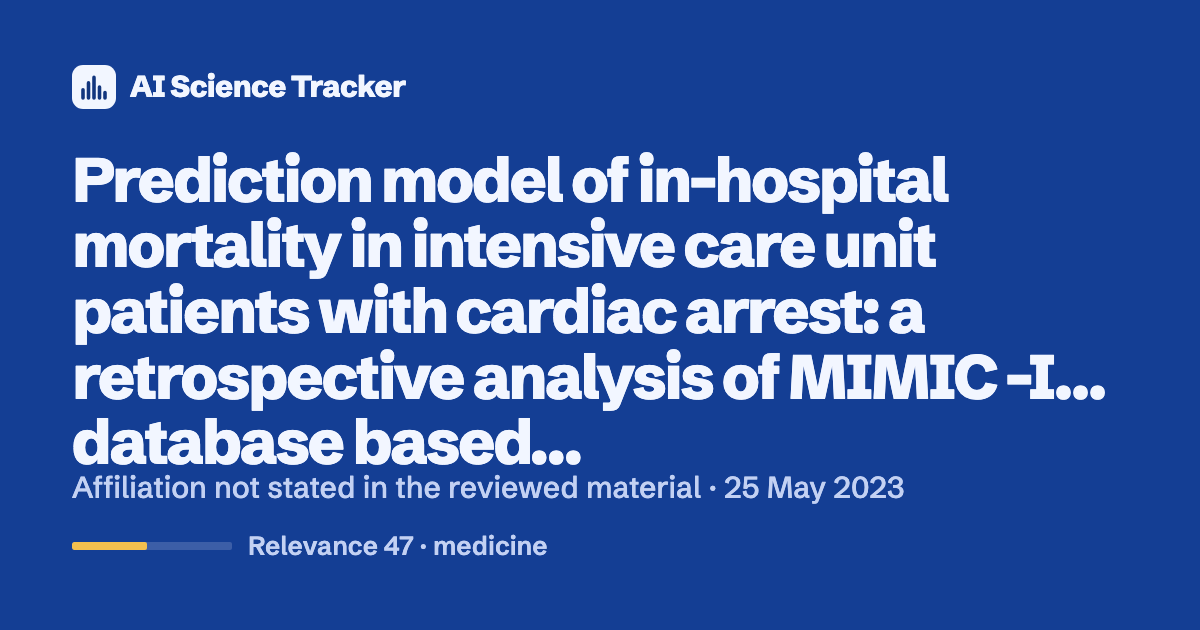 AI Science Tracker
Prediction model of in-hospital
mortality in intensive care unit
patients with cardiac arrest: a
retrospective analysis of MIMIC -I…
database based…
Affiliation not stated in the reviewed material · 25 May 2023
Relevance 47 · medicine